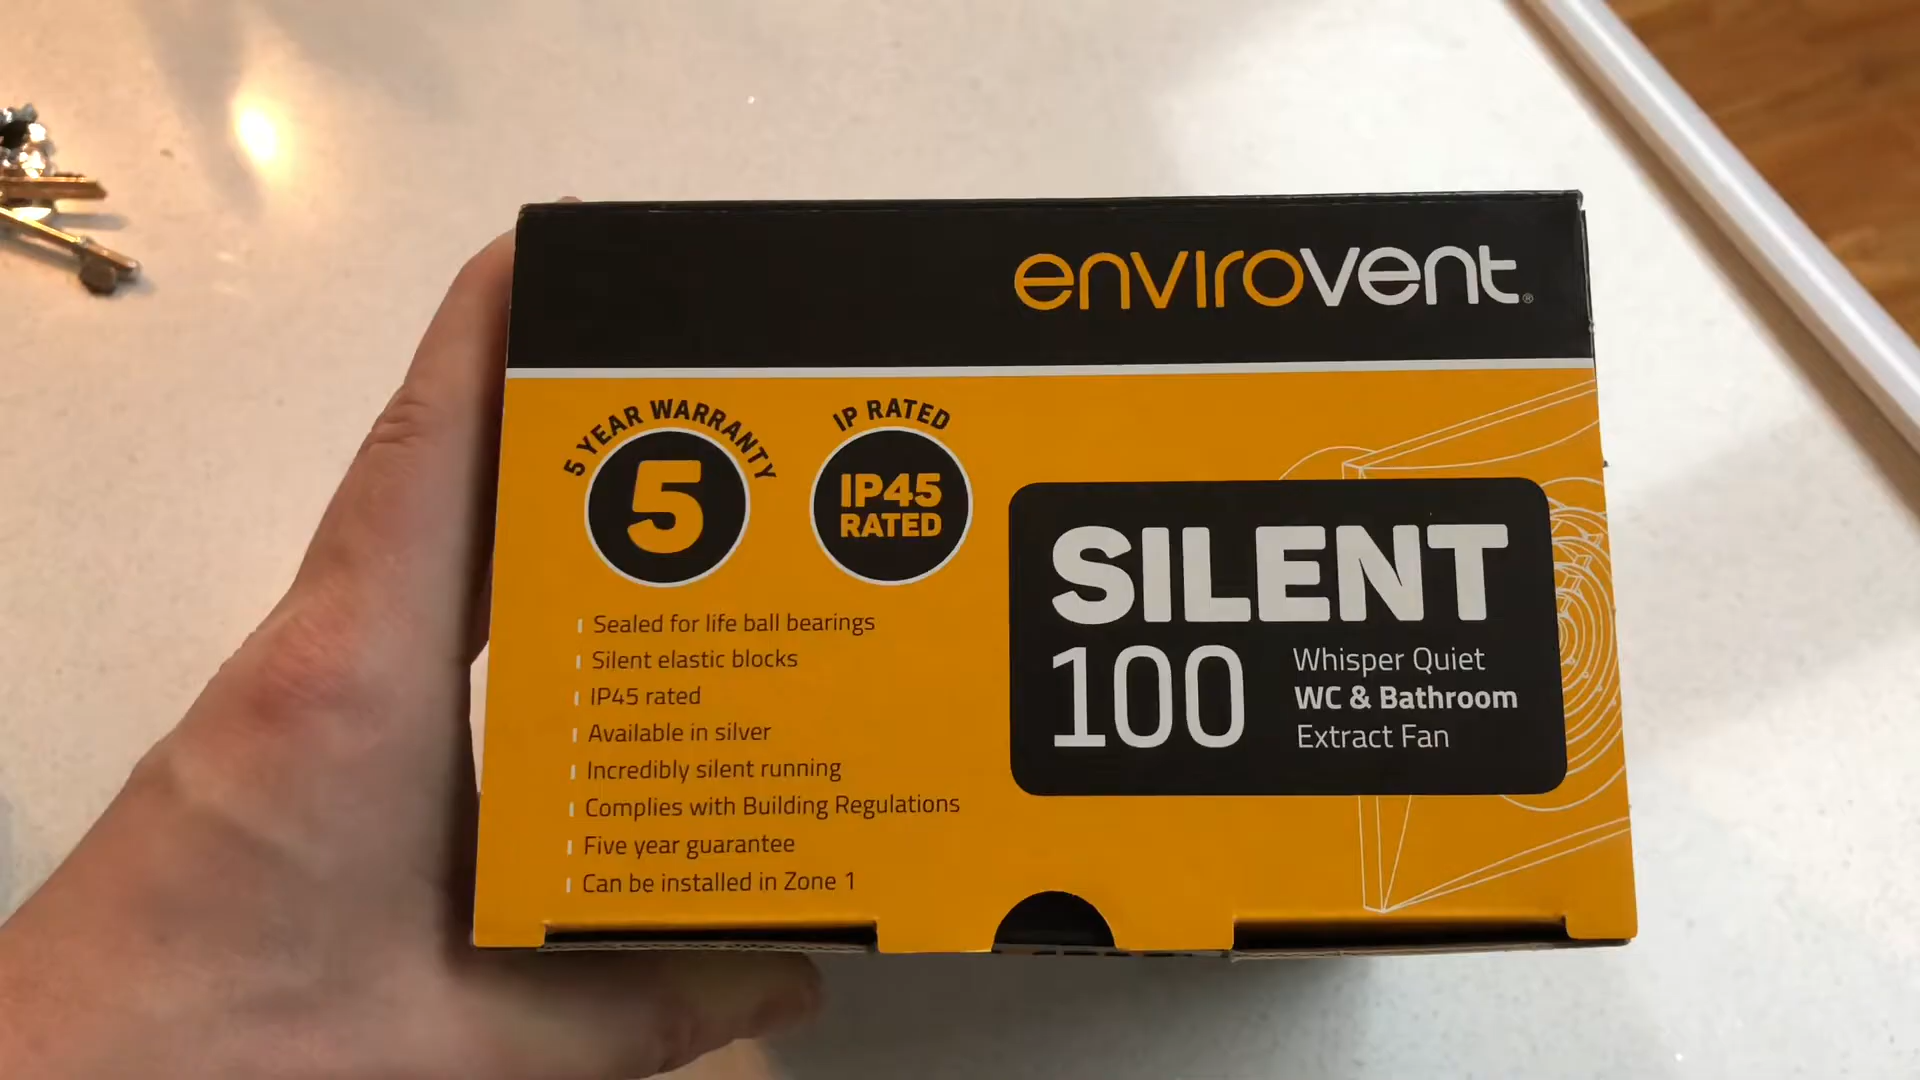 envirovent®
5 YEAR WARRANTY
5
IP RATED
IP45
RATED
Sealed for life ball bearings
Silent elastic blocks
IP45 rated
Available in silver
Incredibly silent running
Complies with Building Regulations
Five year guarantee
Can be installed in Zone 1
SILENT
100
Whisper Quiet
WC & Bathroom
Extract Fan